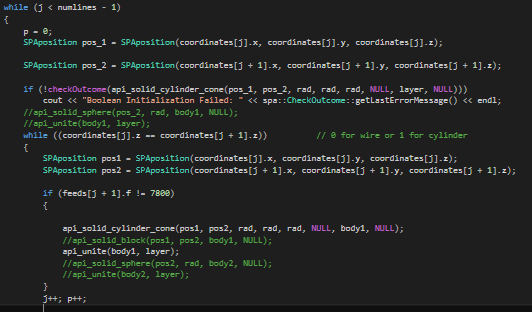 while (j < numlines - 1)
{
p = 0;
SPAposition pos_1 = SPAposition(coordinates[j].x, coordinates[j].y, coordinates[j].z);
SPAposition pos_2 = SPAposition(coordinates[j + 1].x, coordinates[j + 1].y, coordinates[j + 1].z);
if (!checkOutcome(api_solid_cylinder_cone(pos_1, pos_2, rad, rad, rad, NULL, layer, NULL)))
cout << "Boolean Initialization Failed: " << spa::CheckOutcome::getLastErrorMessage() << endl;
//api_solid_sphere(pos_2, rad, body1, NULL);
//api_unite(body1, layer);
while ((coordinates[j].z == coordinates[j + 1].z)) // 0 for wire or 1 for cylinder
{
SPAposition pos1 = SPAposition(coordinates[j].x, coordinates[j].y, coordinates[j].z);
SPAposition pos2 = SPAposition(coordinates[j + 1].x, coordinates[j + 1].y, coordinates[j + 1].z);
if (feeds[j + 1].f != 7800)
{
api_solid_cylinder_cone(pos1, pos2, rad, rad, rad, NULL, body1, NULL);
//api_solid_block(pos1, pos2, body1, NULL);
api_unite(body1, layer);
//api_solid_sphere(pos2, rad, body2, NULL);
//api_unite(body2, layer);
}
j++; p++;